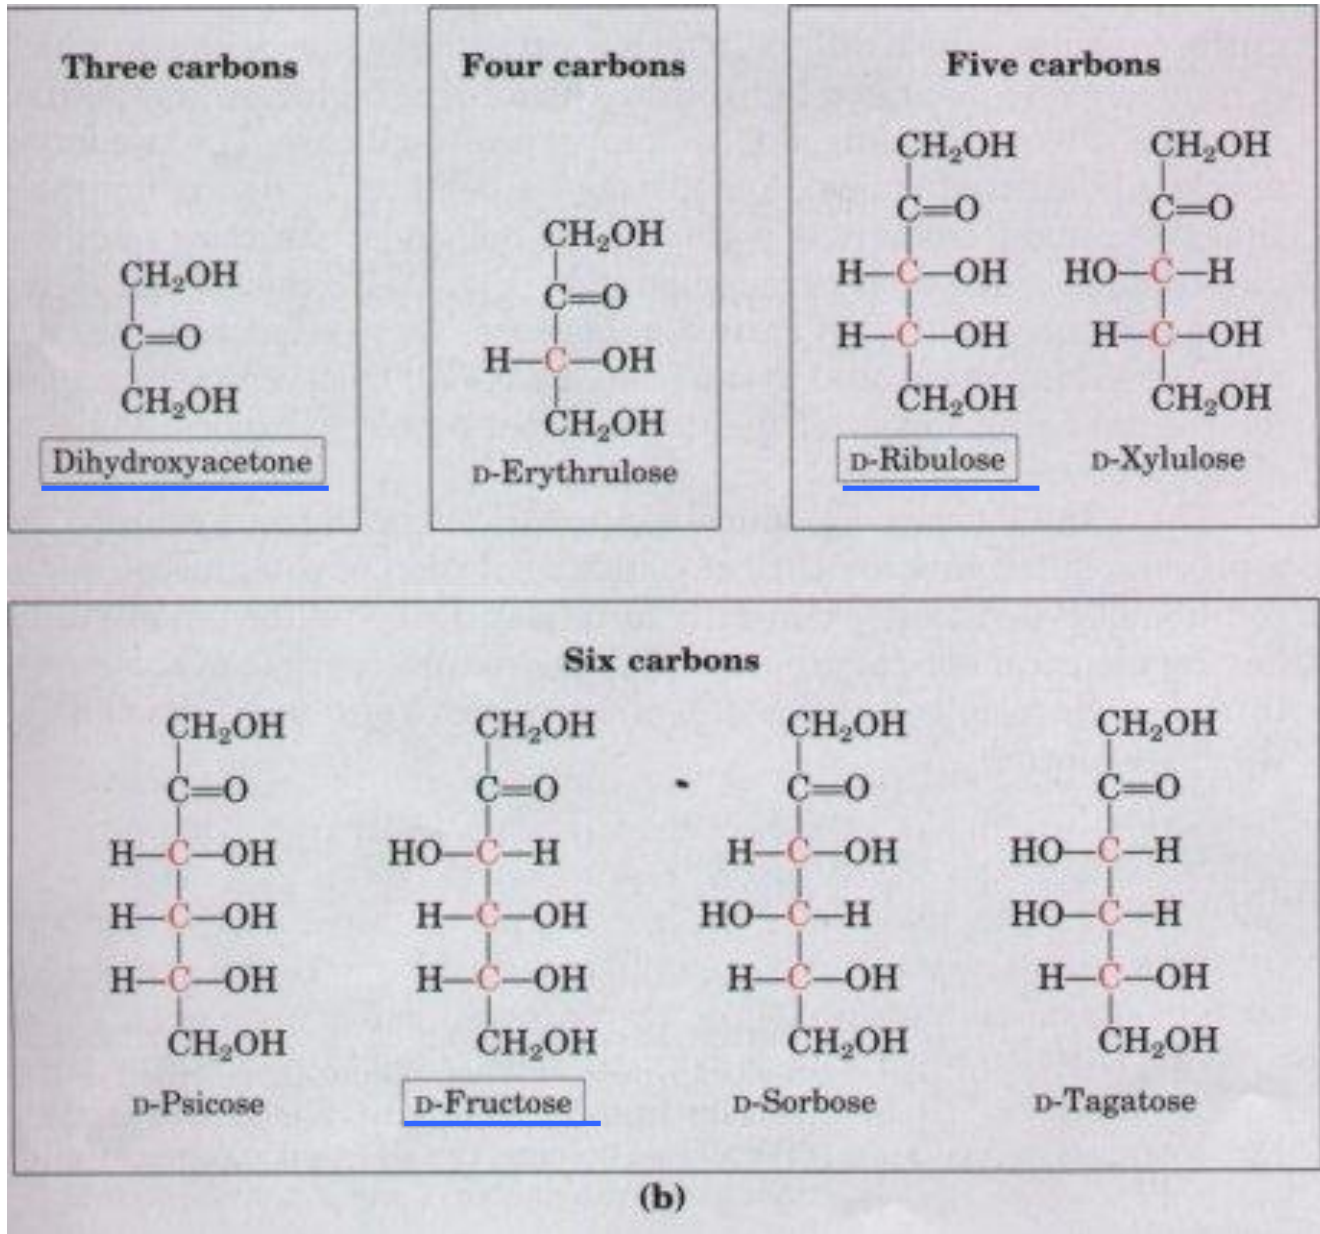 Three carbons
CH₂OH
C=O
CH₂OH
Dihydroxyacetone
Four carbons
CH₂OH
C=O
H—C—OH
CH₂OH
D-Erythrulose
Five carbons
CH₂OH
C=O
H—C—OH
H—C—OH
CH₂OH
D-Ribulose
CH₂OH
C=O
HO—C—H
H—C—OH
CH₂OH
D-Xylulose
Six carbons
CH₂OH
C=O
H—C—OH
H—C—OH
H—C—OH
CH₂OH
D-Psicose
CH₂OH
C=O
HO—C—H
H—C—OH
H—C—OH
CH₂OH
D-Fructose
CH₂OH
C=O
H—C—OH
HO—C—H
H—C—OH
CH₂OH
D-Sorbose
CH₂OH
C=O
HO—C—H
HO—C—H
H—C—OH
CH₂OH
D-Tagatose
(b)